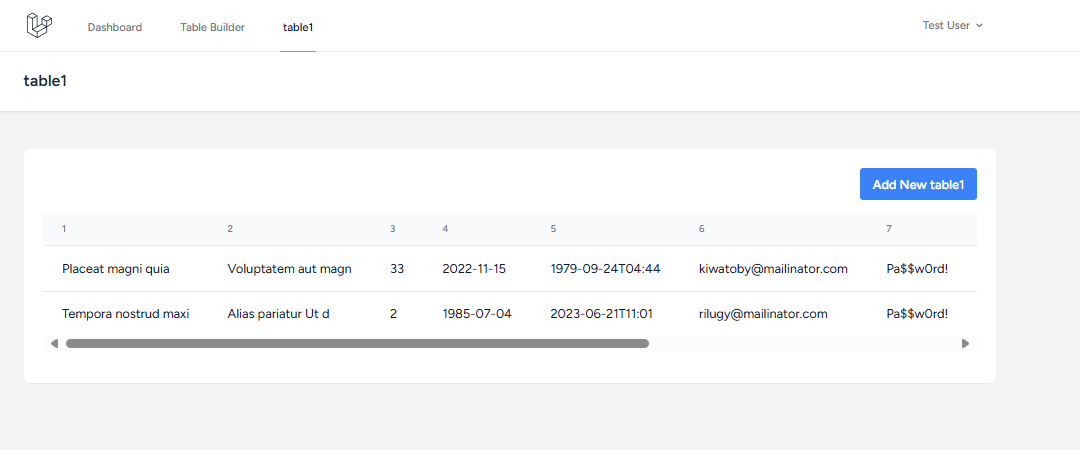 Dashboard Table Builder table1 Test User
table1
Add New table1
1 2 3 4 5 6 7
Placeat magni quia Voluptatem aut magn 33 2022-11-15 1979-09-24T04:44 kiwatoby@mailinator.com Pa$$w0rd!
Tempora nostrud maxi Alias pariatur Ut d 2 1985-07-04 2023-06-21T11:01 rilugy@mailinator.com Pa$$w0rd!